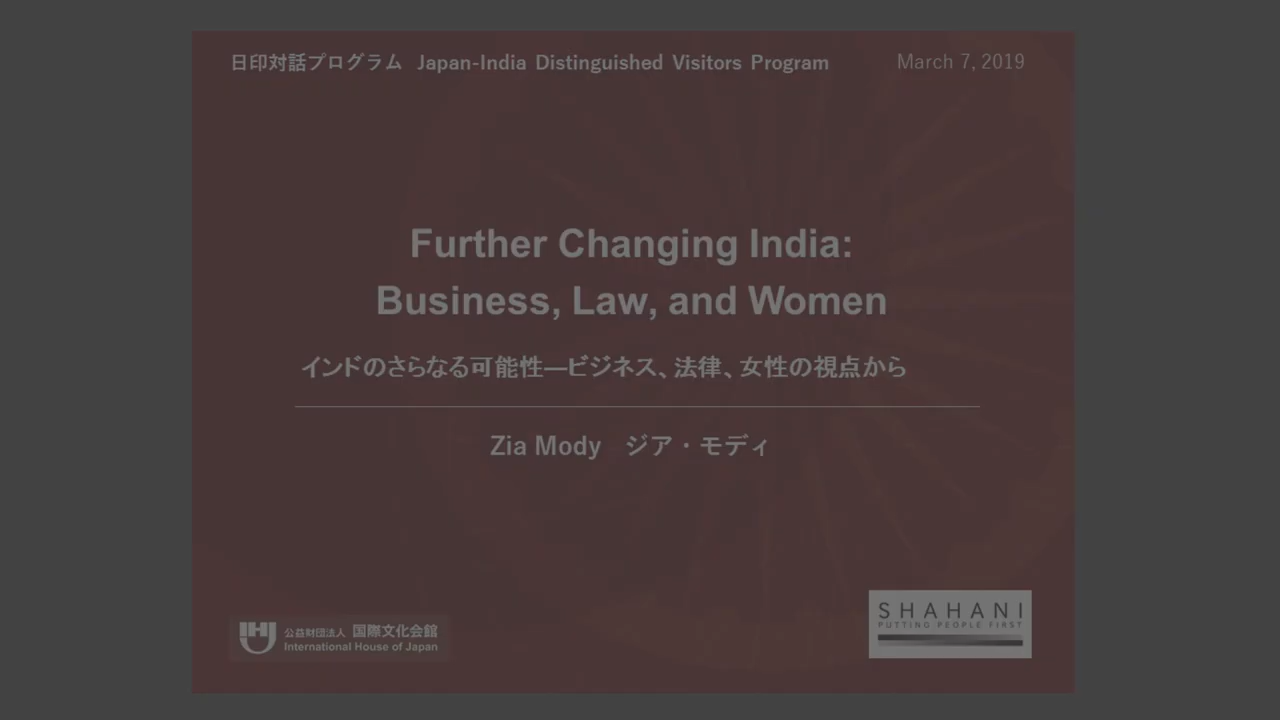 日印対話プログラム Japan-India Distinguished Visitors Program
March 7, 2019
Further Changing India:
Business, Law, and Women
インドのさらなる可能性―ビジネス、法律、女性の視点から
Zia Mody ジア・モディ
IHJ 公益財団法人 国際文化会館
International House of Japan
SHAHANI
PUTTING PEOPLE FIRST